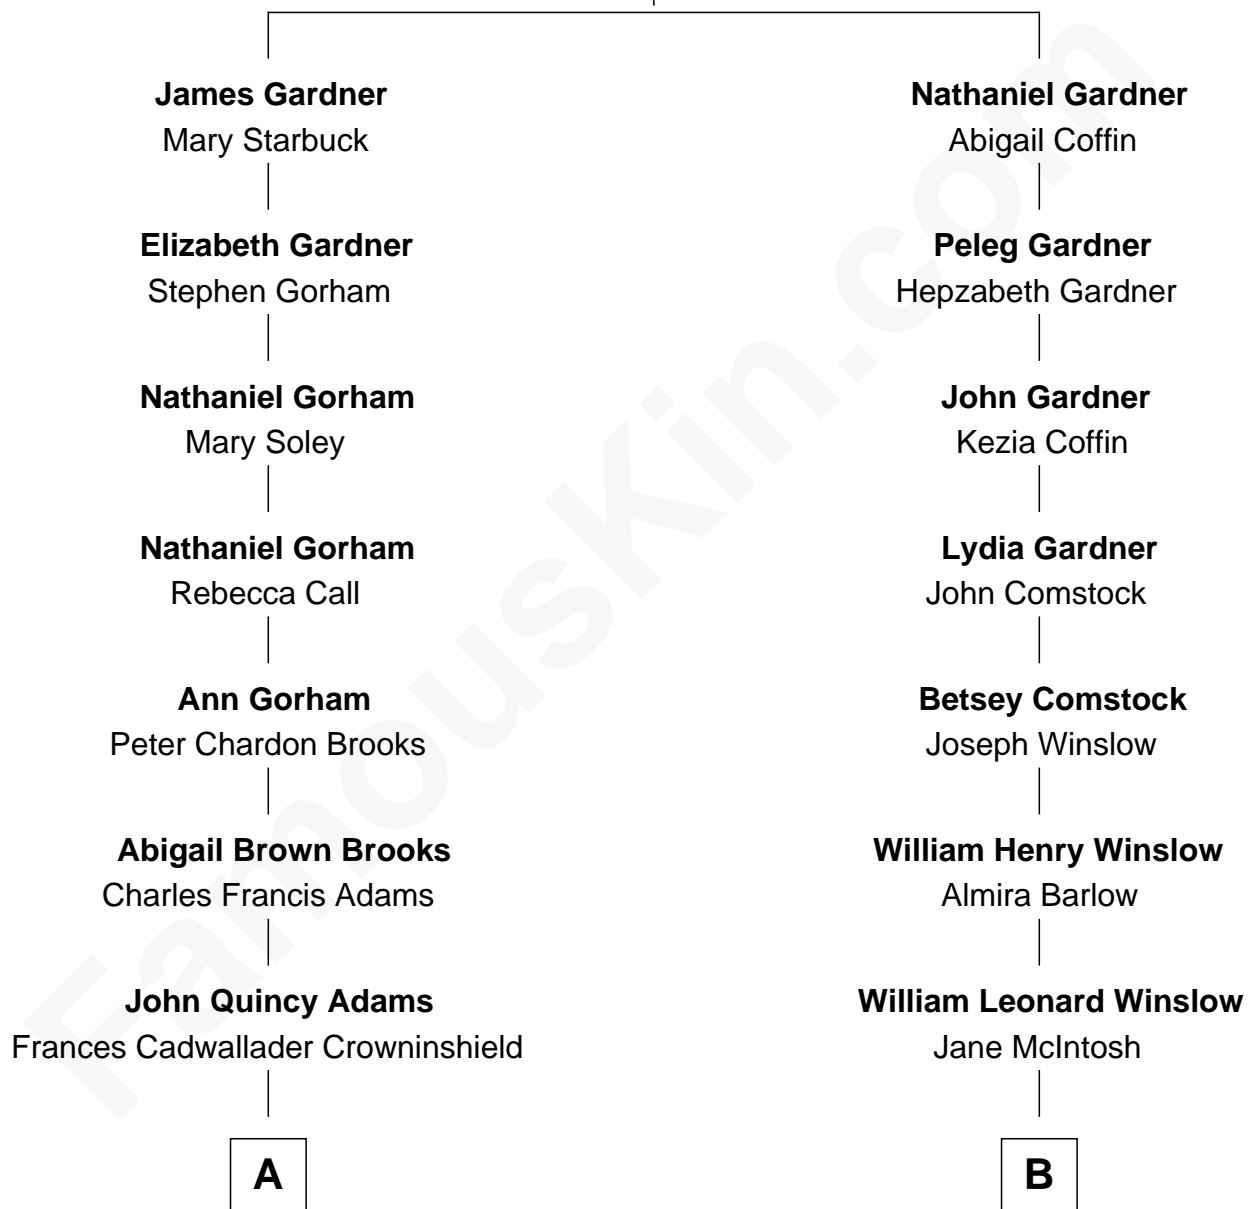 James Gardner
Mary Starbuck
Nathaniel Gardner
Abigail Coffin
Elizabeth Gardner
Stephen Gorham
Peleg Gardner
Hepzabeth Gardner
Nathaniel Gorham
Mary Soley
John Gardner
Kezia Coffin
Nathaniel Gorham
Rebecca Call
Lydia Gardner
John Comstock
Ann Gorham
Peter Chardon Brooks
Betsey Comstock
Joseph Winslow
Abigail Brown Brooks
Charles Francis Adams
William Henry Winslow
Almira Barlow
John Quincy Adams
Frances Cadwallader Crowninshield
William Leonard Winslow
Jane McIntosh
A
B
FamousKin.com